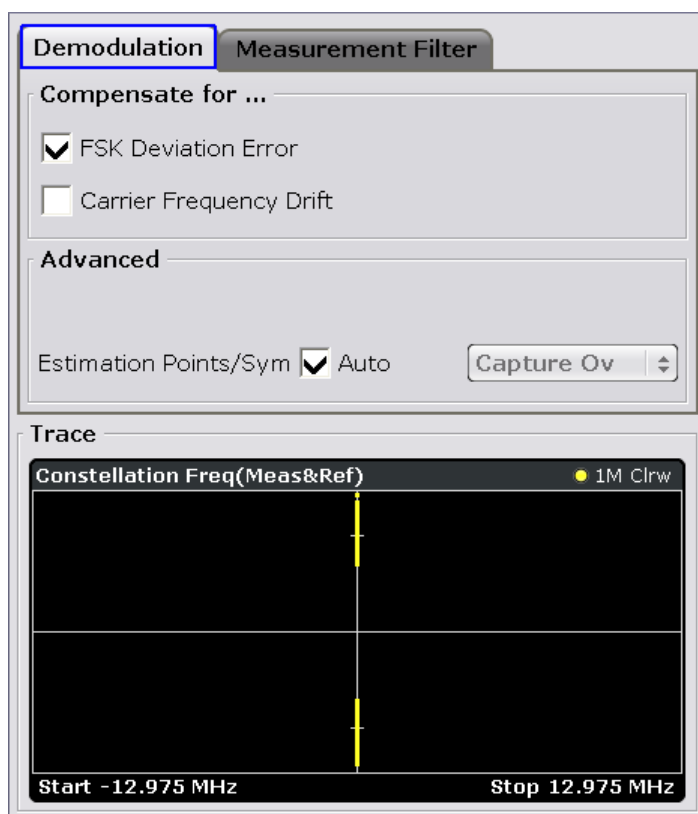 Demodulation Measurement Filter
Compensate for ...
FSK Deviation Error
Carrier Frequency Drift
Advanced
Estimation Points/Sym Auto Capture Ov
Trace
Constellation Freq(Meas&Ref) 1M Clrw
Start -12.975 MHz Stop 12.975 MHz